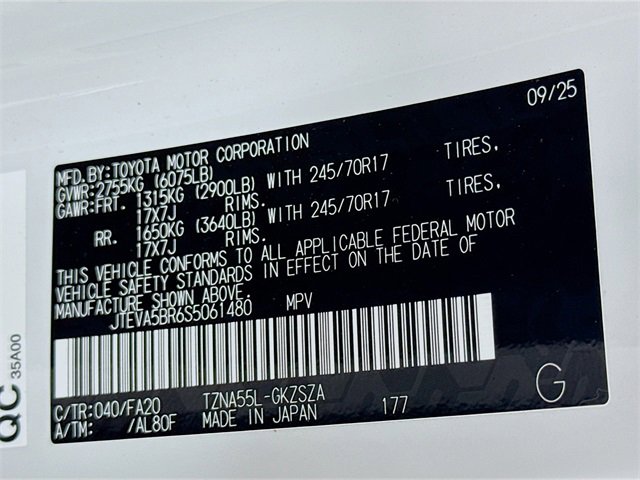 09/25
MFD.BY:TOYOTA MOTOR CORPORATION
GVWR:2755KG (6075LB)
GAWR:FRT. 1315KG (2900LB) WITH 245/70R17 TIRES,
17X7J RIMS.
RR. 1650KG (3640LB) WITH 245/70R17 TIRES,
17X7J RIMS.
THIS VEHICLE CONFORMS TO ALL APPLICABLE FEDERAL MOTOR
VEHICLE SAFETY STANDARDS IN EFFECT ON THE DATE OF
MANUFACTURE SHOWN ABOVE.
JTEVA5BR6S5061480 MPV
C/TR:040/FA20 TZNA55L-GKZSZA
A/TM: /AL80F MADE IN JAPAN 177 G
QC 35A00